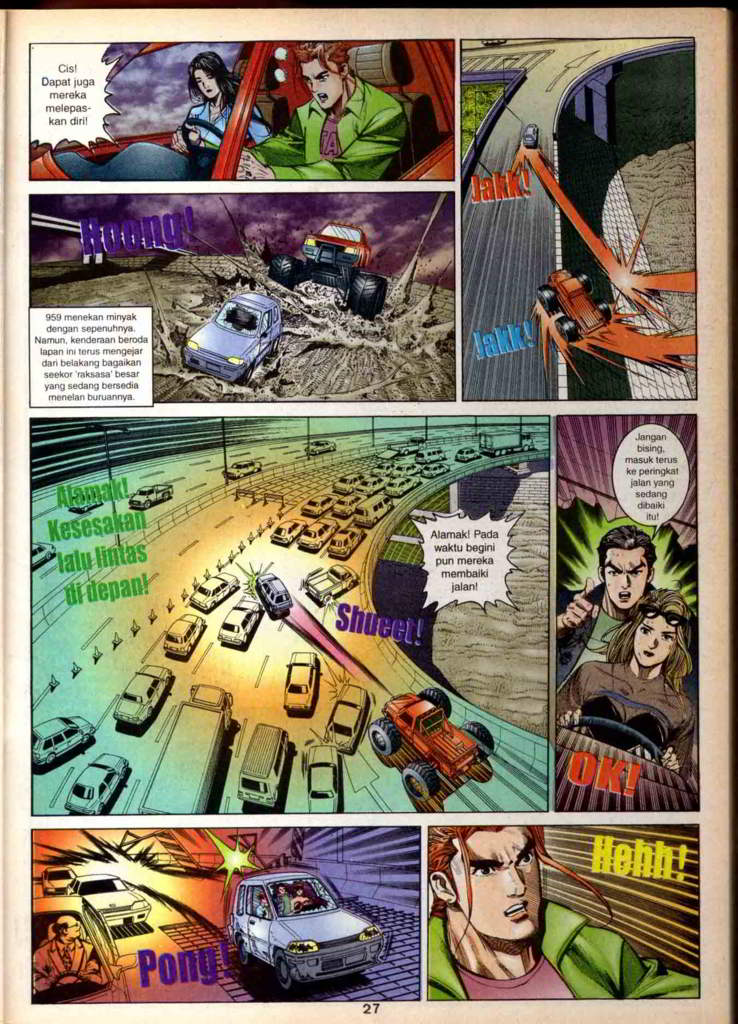 Cis!
Dapat juga
mereka
melepas-
kan diri!
Jakk!
Jakk!
Hoong!
959 menekan minyak
dengan sepenuhnya.
Namun, kenderaan beroda
lapan ini terus mengejar
dari belakang bagaikan
seekor 'raksasa' besar
yang sedang bersedia
menelan buruannya.
Alamak!
Kesesakan
lalu lintas
di depan!
Alamak! Pada
waktu begini
pun mereka
membaiki
jalan!
Shueet!
Jangan
bising,
masuk terus
ke peringkat
jalan yang
sedang
dibaiki
itu!
OK!
Pong!
Hehh!
27